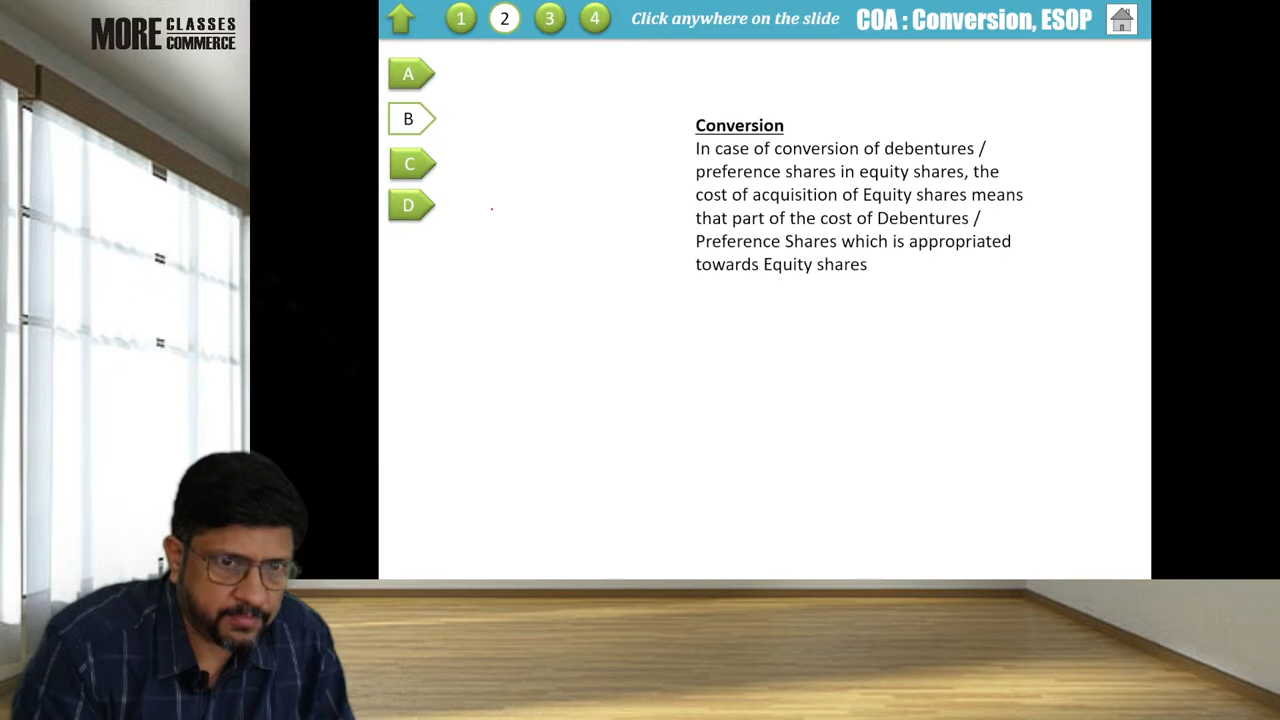 MORE CLASSES COMMERCE
1 2 3 4 Click anywhere on the slide COA : Conversion, ESOP
A
B
C
D
Conversion
In case of conversion of debentures /
preference shares in equity shares, the
cost of acquisition of Equity shares means
that part of the cost of Debentures /
Preference Shares which is appropriated
towards Equity shares